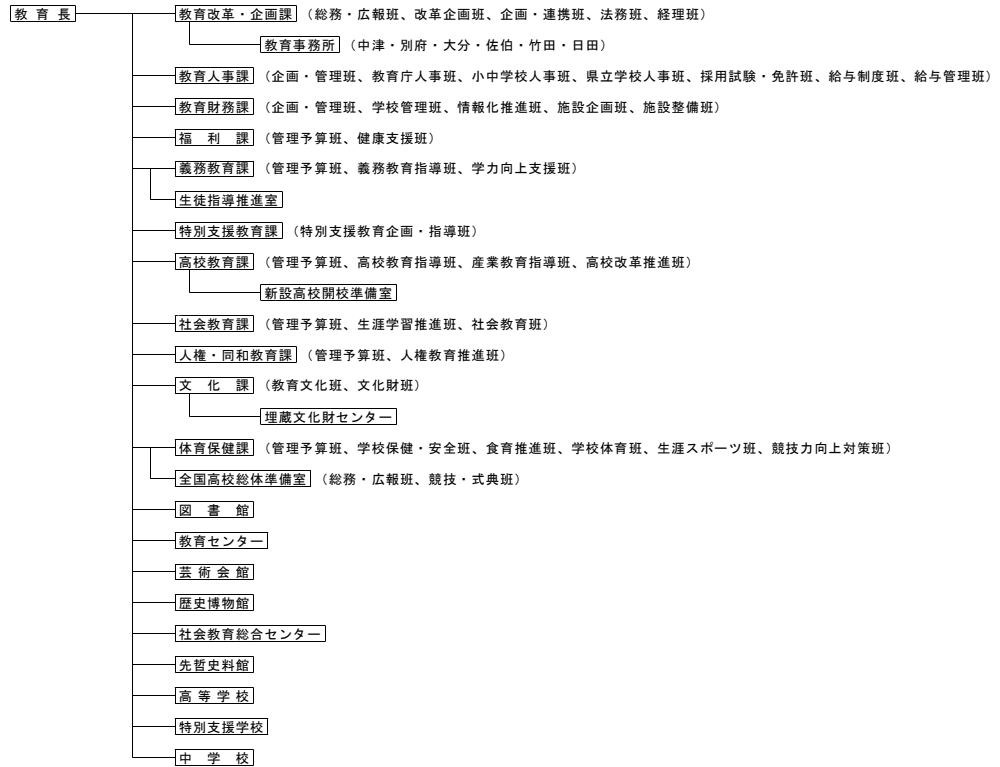 教育長 教育改革・企画課 （総務・広報班、改革企画班、企画・連携班、法務班、経理班）
教育事務所 （中津・別府・大分・佐伯・竹田・日田）
教育人事課 （企画・管理班、教育庁人事班、小中学校人事班、県立学校人事班、採用試験・免許班、給与制度班、給与管理班）
教育財務課 （企画・管理班、学校管理班、情報化推進班、施設企画班、施設整備班）
福利課 （管理予算班、健康支援班）
義務教育課 （管理予算班、義務教育指導班、学力向上支援班）
生徒指導推進室
特別支援教育課 （特別支援教育企画・指導班）
高校教育課 （管理予算班、高校教育指導班、産業教育指導班、高校改革推進班）
新設高校開校準備室
社会教育課 （管理予算班、生涯学習推進班、社会教育班）
人権・同和教育課 （管理予算班、人権教育推進班）
文化課 （教育文化班、文化財班）
埋蔵文化財センター
体育保健課 （管理予算班、学校保健・安全班、食育推進班、学校体育班、生涯スポーツ班、競技力向上対策班）
全国高校総体準備室 （総務・広報班、競技・式典班）
図書館
教育センター
芸術会館
歴史博物館
社会教育総合センター
先哲史料館
高等学校
特別支援学校
中学校